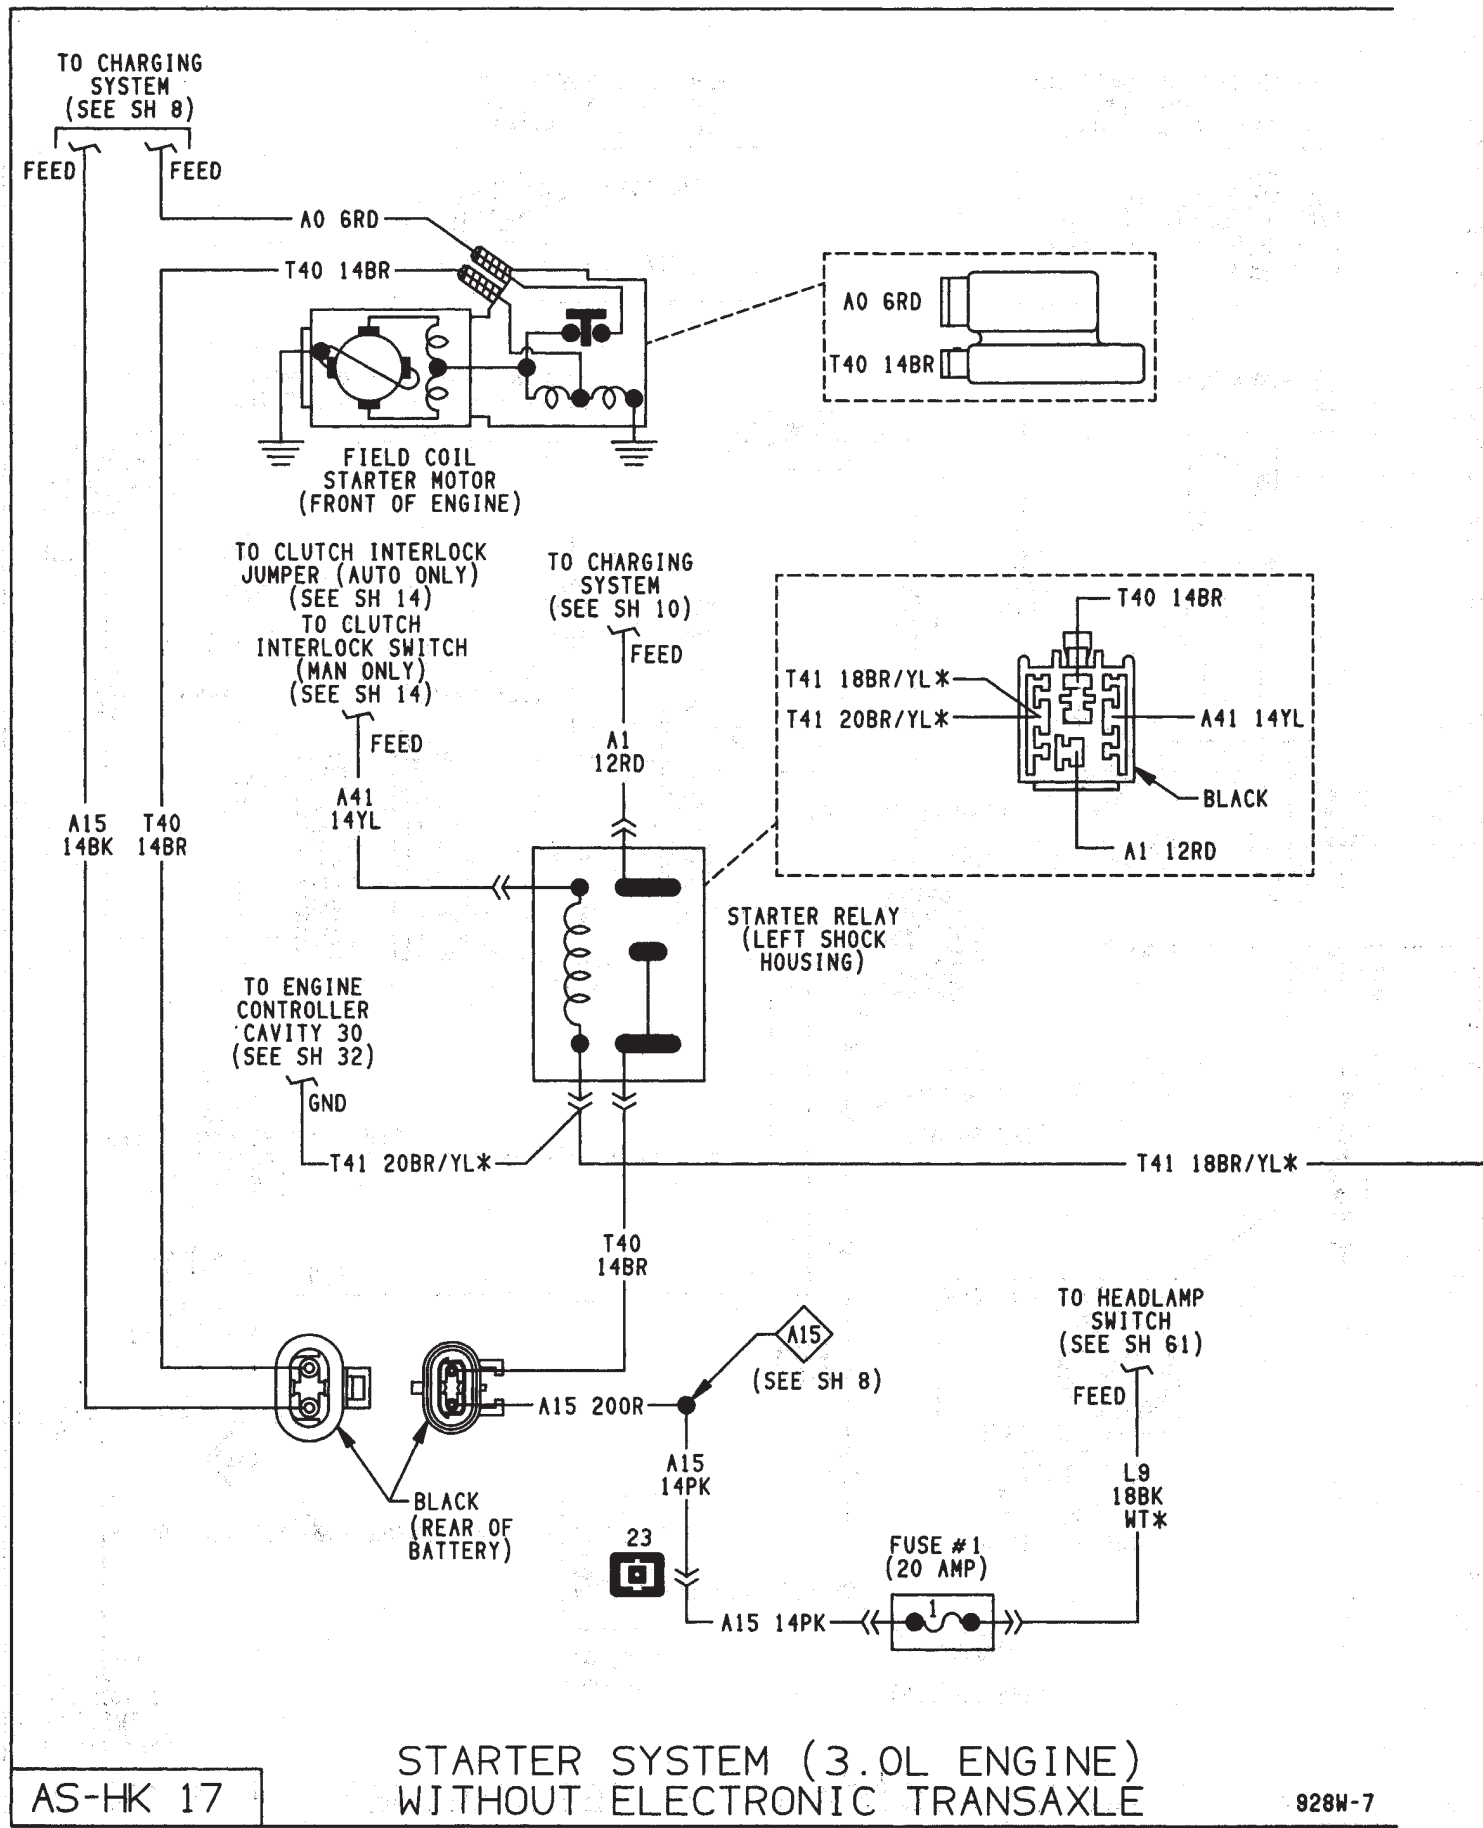 TO CHARGING
SYSTEM
(SEE SH 8)
FEED
FEED
A0 6RD
T40 14BR
A0 6RD
T40 14BR
FIELD COIL
STARTER MOTOR
(FRONT OF ENGINE)
TO CLUTCH INTERLOCK
JUMPER (AUTO ONLY)
(SEE SH 14)
TO CLUTCH
INTERLOCK SWITCH
(MAN ONLY)
(SEE SH 14)
FEED
TO CHARGING
SYSTEM
(SEE SH 10)
FEED
T40 14BR
T41 18BR/YL*
T41 20BR/YL*
A41 14YL
BLACK
A1 12RD
A1
12RD
A41
14YL
A15
14BK
T40
14BR
STARTER RELAY
(LEFT SHOCK
HOUSING)
TO ENGINE
CONTROLLER
CAVITY 30
(SEE SH 32)
GND
T41 20BR/YL*
T41 18BR/YL*
T40
14BR
TO HEADLAMP
SWITCH
(SEE SH 61)
FEED
A15
(SEE SH 8)
A15 20OR
A15
14PK
L9
18BK
WT*
BLACK
(REAR OF
BATTERY)
23
FUSE #1
(20 AMP)
1
A15 14PK
STARTER SYSTEM (3.0L ENGINE)
WITHOUT ELECTRONIC TRANSAXLE
AS-HK 17
928W-7